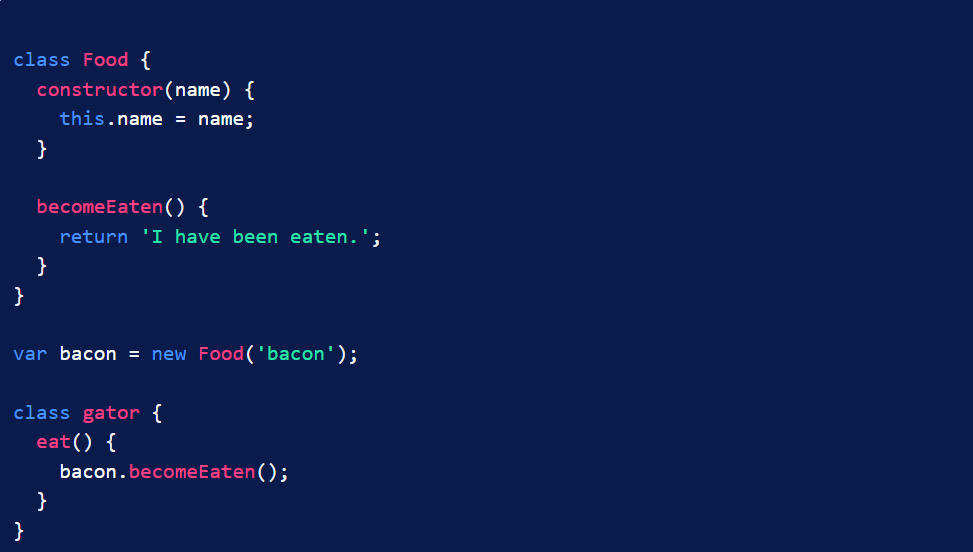 class Food {
  constructor(name) {
    this.name = name;
  }

  becomeEaten() {
    return 'I have been eaten.';
  }
}

var bacon = new Food('bacon');

class gator {
  eat() {
    bacon.becomeEaten();
  }
}